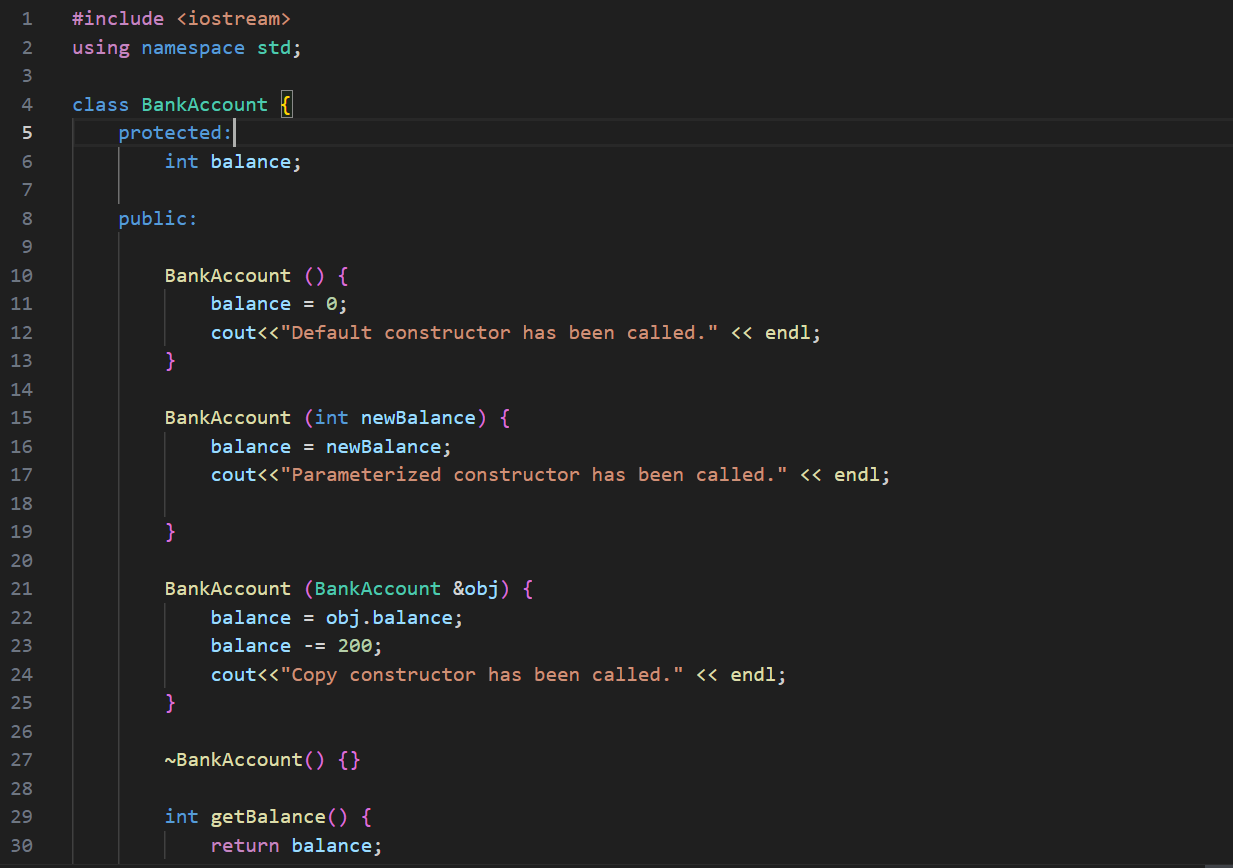 1 #include <iostream>
2 using namespace std;
3
4 class BankAccount {
5     protected:
6         int balance;
7
8     public:
9
10         BankAccount () {
11             balance = 0;
12             cout<<"Default constructor has been called." << endl;
13         }
14
15         BankAccount (int newBalance) {
16             balance = newBalance;
17             cout<<"Parameterized constructor has been called." << endl;
18
19         }
20
21         BankAccount (BankAccount &obj) {
22             balance = obj.balance;
23             balance -= 200;
24             cout<<"Copy constructor has been called." << endl;
25         }
26
27         ~BankAccount() {}
28
29         int getBalance() {
30             return balance;